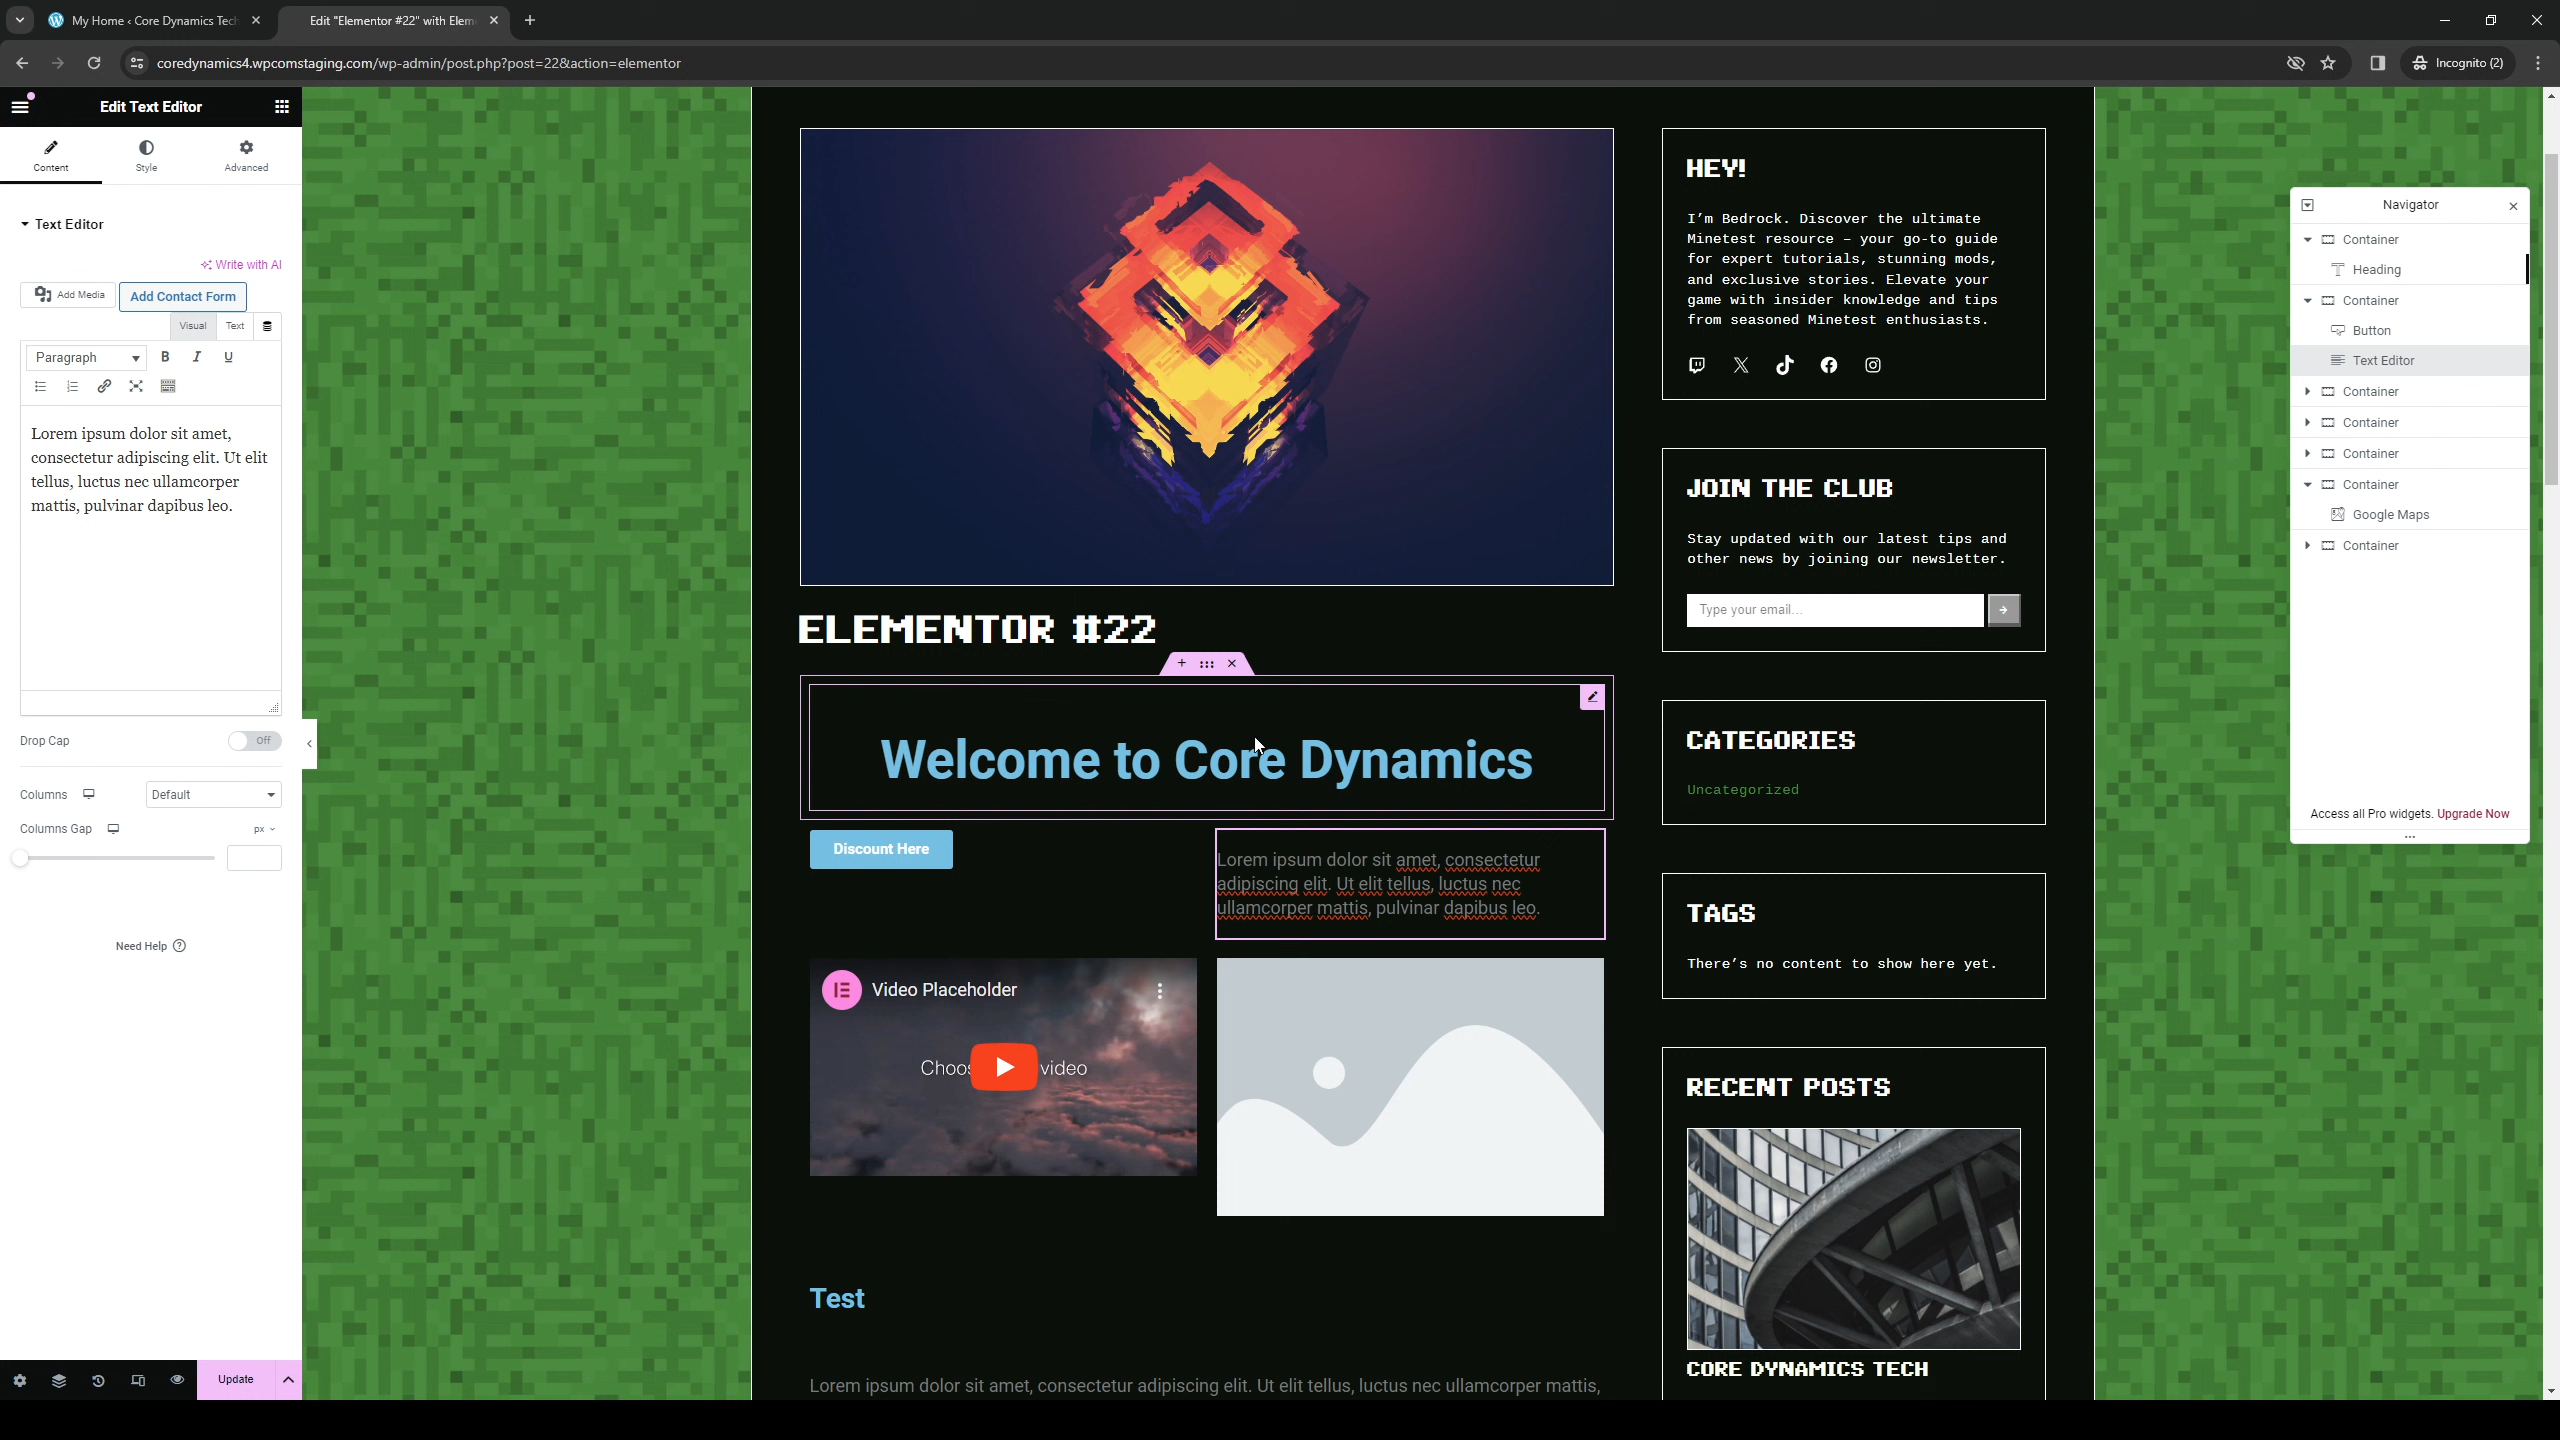 My Home ‹ Core Dynamics Tech
Edit "Elementor #22" with Elem
coredynamics4.wpcomstaging.com/wp-admin/post.php?post=22&action=elementor
Incognito (2)
Edit Text Editor
Content
Style
Advanced
Text Editor
Write with AI
Add Media
Add Contact Form
Visual
Text
Paragraph
B I U
Lorem ipsum dolor sit amet,
consectetur adipiscing elit. Ut elit
tellus, luctus nec ullamcorper
mattis, pulvinar dapibus leo.
Drop Cap
Off
Columns
Default
Columns Gap
px
Need Help
Update
ELEMENTOR #22
Welcome to Core Dynamics
Discount Here
Lorem ipsum dolor sit amet, consectetur
adipiscing elit. Ut elit tellus, luctus nec
ullamcorper mattis, pulvinar dapibus leo.
Video Placeholder
Choos video
Test
Lorem ipsum dolor sit amet, consectetur adipiscing elit. Ut elit tellus, luctus nec ullamcorper mattis,
HEY!
I'm Bedrock. Discover the ultimate
Minetest resource – your go-to guide
for expert tutorials, stunning mods,
and exclusive stories. Elevate your
game with insider knowledge and tips
from seasoned Minetest enthusiasts.
JOIN THE CLUB
Stay updated with our latest tips and
other news by joining our newsletter.
Type your email...
CATEGORIES
Uncategorized
TAGS
There's no content to show here yet.
RECENT POSTS
CORE DYNAMICS TECH
Navigator
Container
Heading
Container
Button
Text Editor
Container
Container
Container
Container
Google Maps
Container
Access all Pro widgets. Upgrade Now